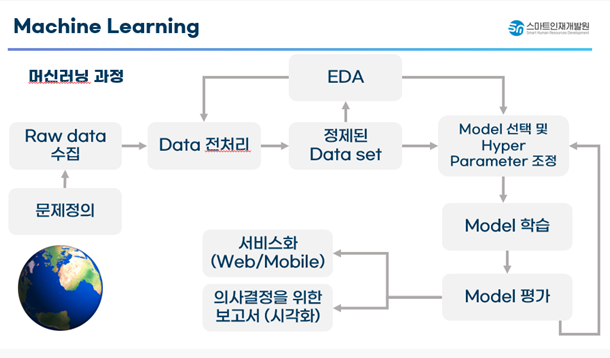 Machine Learning
스마트인재개발원
Smart Human Resources Development
머신러닝 과정
EDA
Raw data
수집
Data 전처리
정제된
Data set
Model 선택 및
Hyper
Parameter 조정
문제정의
Model 학습
서비스화
(Web/Mobile)
의사결정을 위한
보고서 (시각화)
Model 평가